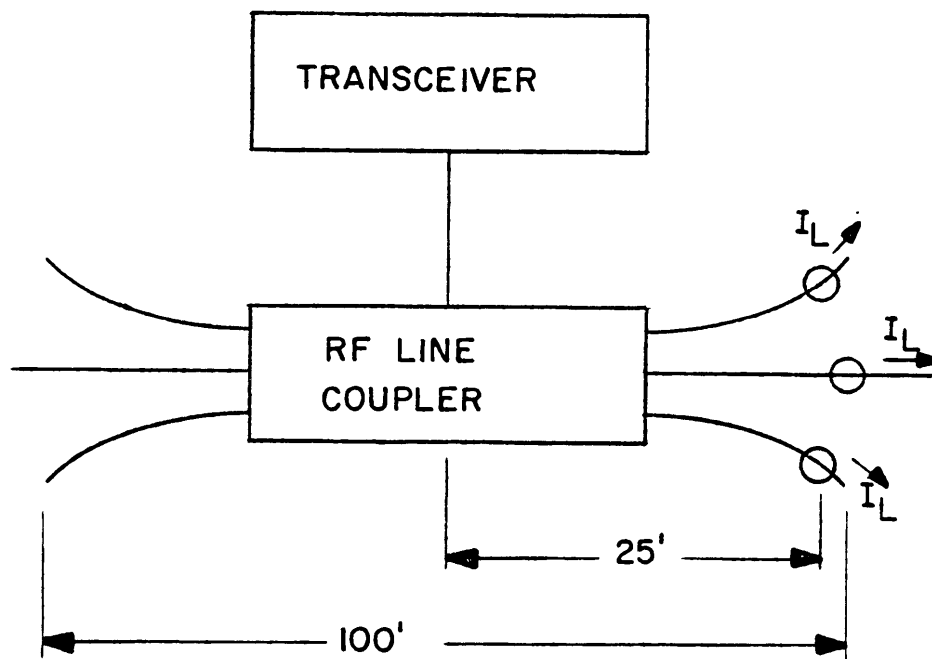 TRANSCEIVER
I_L
RF LINE
COUPLER
I_L
I_L
25'
100'